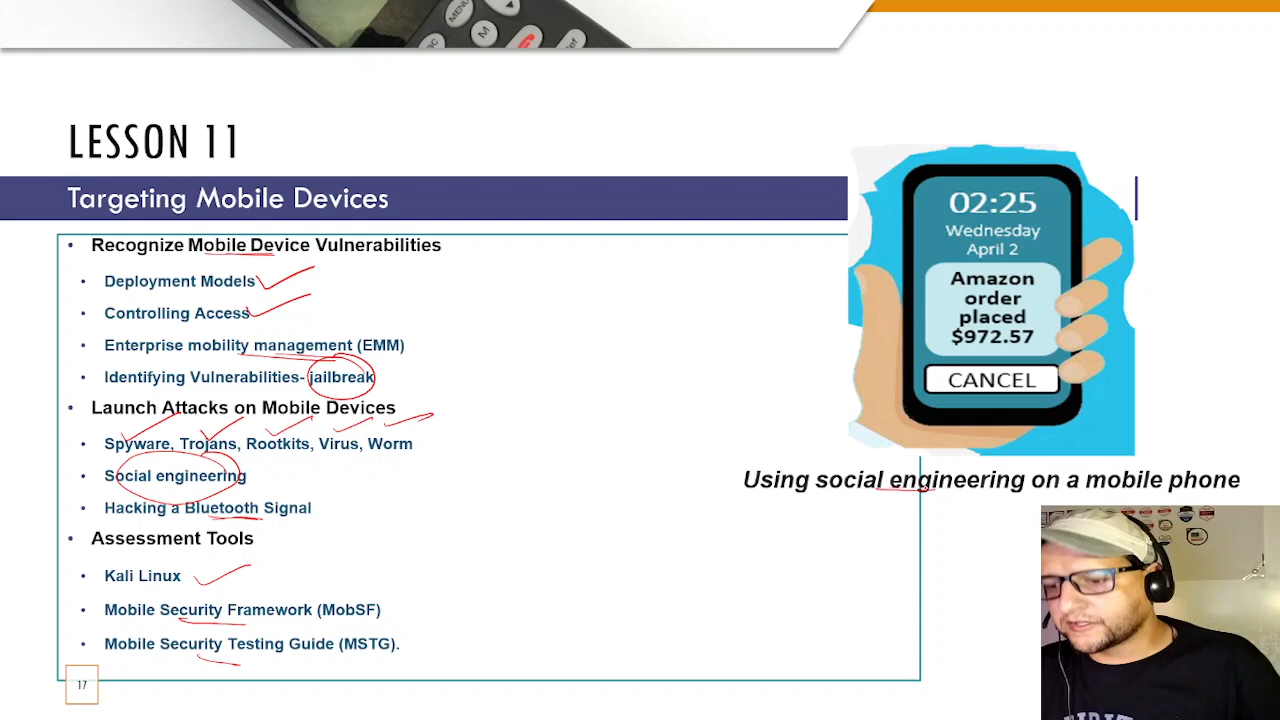 MENU
M
LESSON 11
Targeting Mobile Devices
• Recognize Mobile Device Vulnerabilities
• Deployment Models
• Controlling Access
• Enterprise mobility management (EMM)
• Identifying Vulnerabilities- jailbreak
• Launch Attacks on Mobile Devices
• Spyware, Trojans, Rootkits, Virus, Worm
• Social engineering
• Hacking a Bluetooth Signal
• Assessment Tools
• Kali Linux
• Mobile Security Framework (MobSF)
• Mobile Security Testing Guide (MSTG).
17
02:25
Wednesday
April 2
Amazon
order
placed
$972.57
CANCEL
Using social engineering on a mobile phone